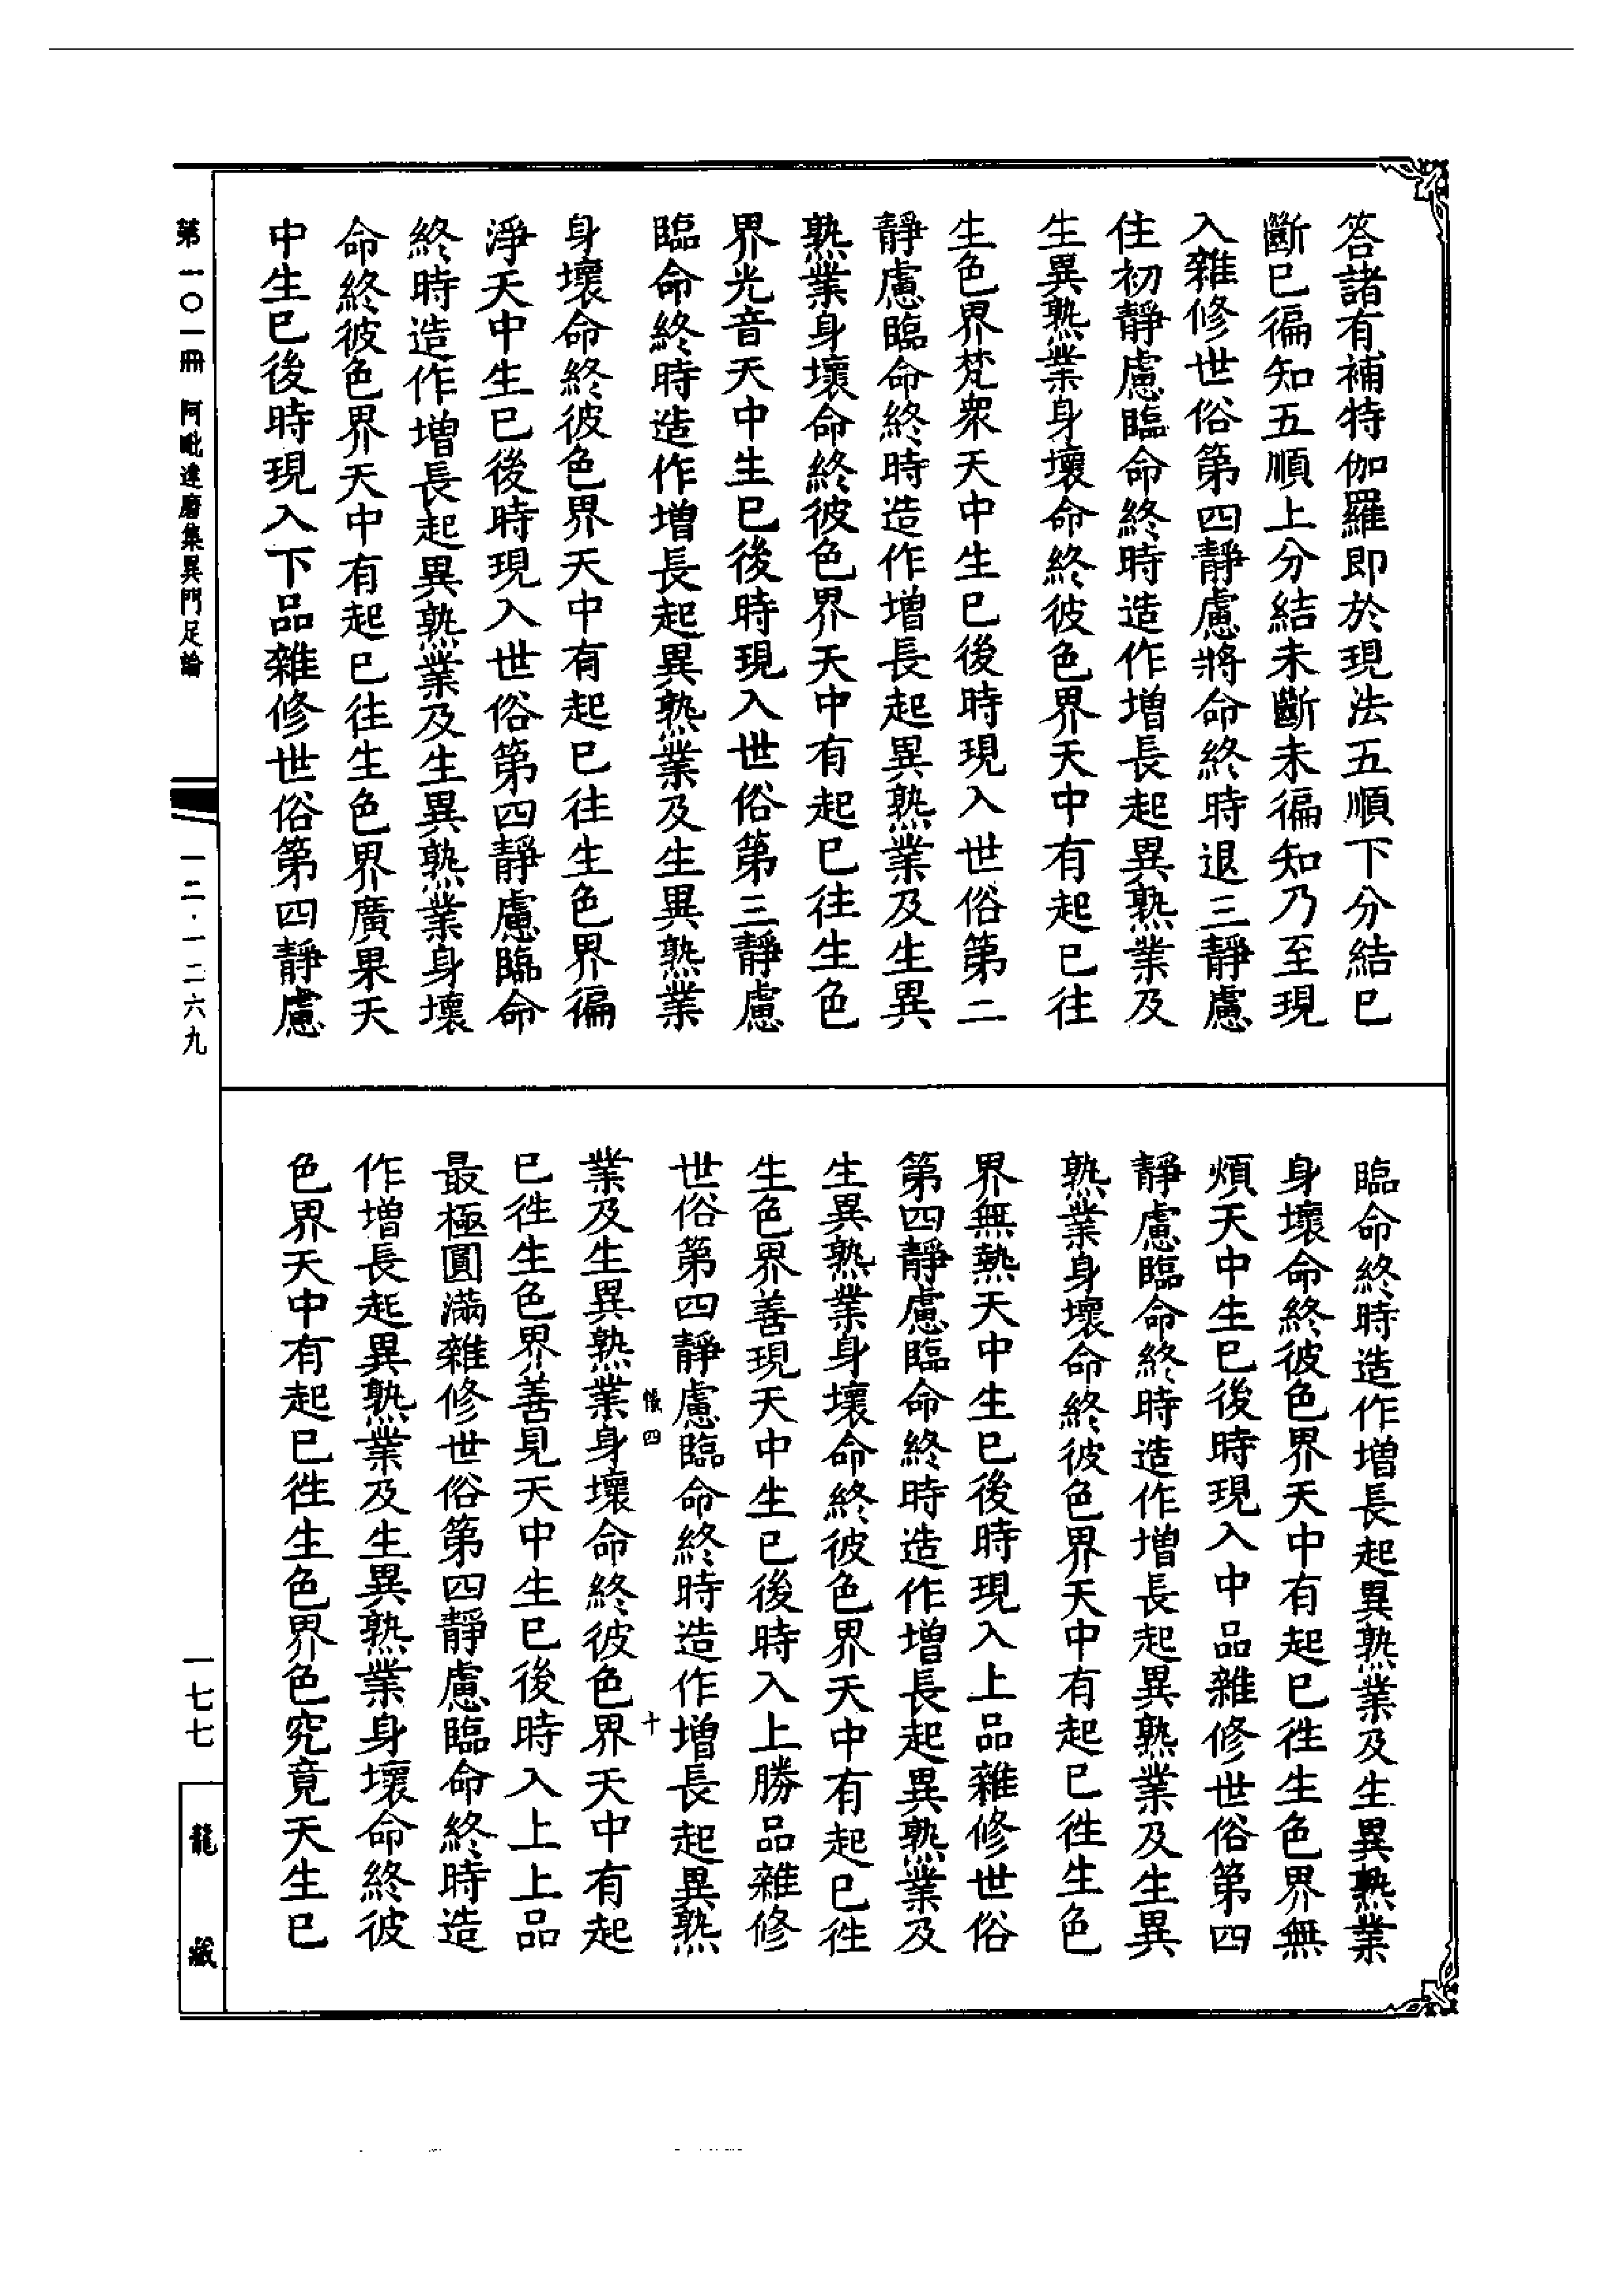 答諸有補特伽羅即於現法五順下分結已
斷已徧知五順上分結未斷未徧知乃至現
入雜修世俗第四靜慮將命終時退三靜慮
住初靜慮臨命終時造作增長起異熟業及
生異熟業身壞命終彼色界天中有起已往
生色界梵衆天中生已後時現入世俗第二
靜慮臨命終時造作增長起異熟業及生異
熟業身壞命終彼色界天中有起已往生色
界光音天中生已後時現入世俗第三靜慮
臨命終時造作增長起異熟業及生異熟業
身壞命終彼色界天中有起已往生色界徧
淨天中生已後時現入世俗第四靜慮臨命
終時造作增長起異熟業及生異熟業身壞
命終彼色界天中有起已往生色界廣果天
中生已後時現入下品雜修世俗第四靜慮
臨命終時造作增長起異熟業及生異熟業
身壞命終彼色界天中有起已徃生色界無
煩天中生已後時現入中品雜修世俗第四
靜慮臨命終時造作增長起異熟業及生異
熟業身壞命終彼色界天中有起已徃生色
界無熱天中生已後時現入上品雜修世俗
第四靜慮臨命終時造作增長起異熟業及
生異熟業身壞命終彼色界天中有起已徃
生色界善現天中生已後時入上勝品雜修
世俗第四靜慮臨命終時造作增長起異熟
業及生異熟業身壞命終彼色界天中有起
已徃生色界善見天中生已後時入上上品
最極圓滿雜修世俗第四靜慮臨命終時造
作增長起異熟業及生異熟業身壞命終彼
色界天中有起已徃生色界色究竟天生已
四
十
第一〇一冊 阿毗達磨集異門足論
一二·一二六九
一七七
龍藏